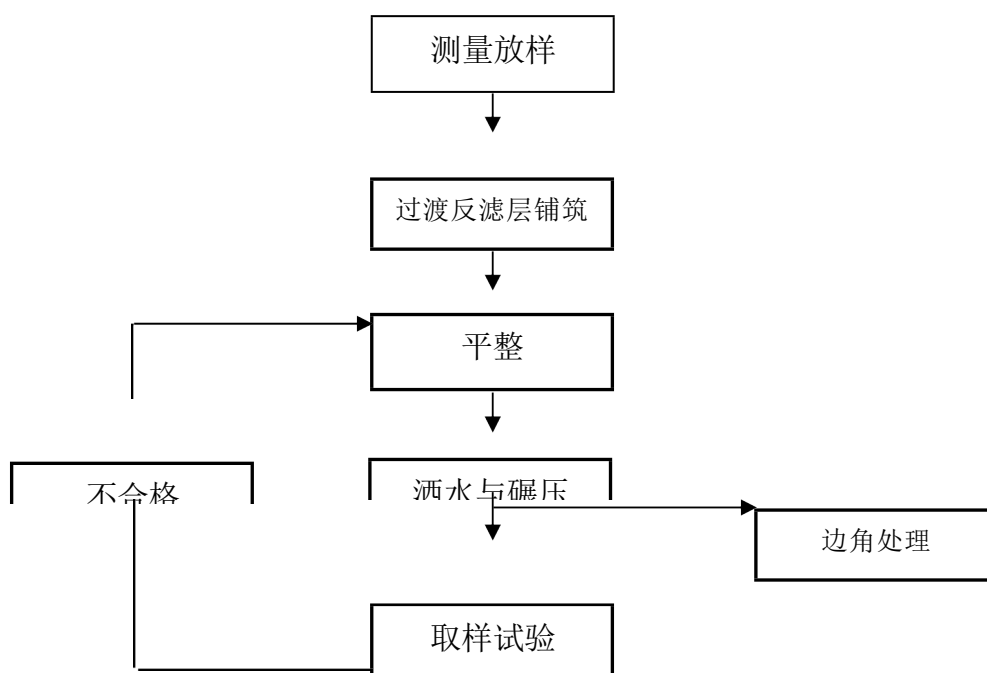 测量放样
过渡反滤层铺筑
平整
不合格
洒水与碾压
边角处理
取样试验